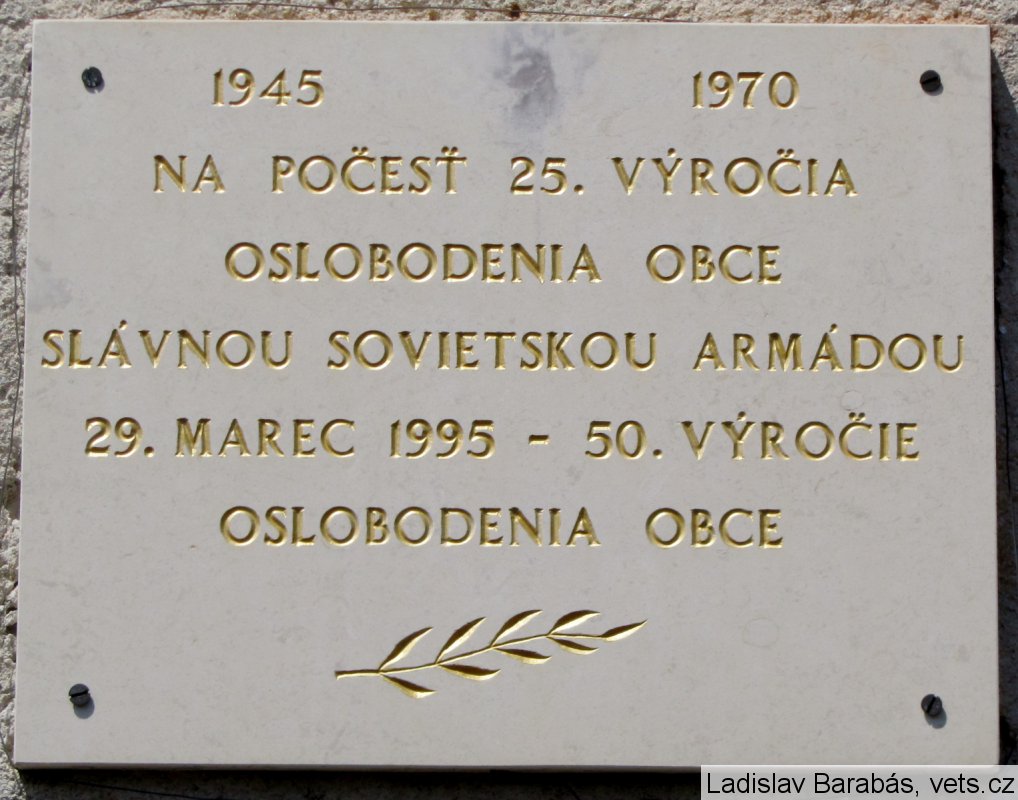 1945 1970
NA POČESŤ 25. VÝROČIA
OSLOBODENIA OBCE
SLÁVNOU SOVIETSKOU ARMÁDOU
29. MAREC 1995 - 50. VÝROČIE
OSLOBODENIA OBCE
Ladislav Barabás, vets.cz